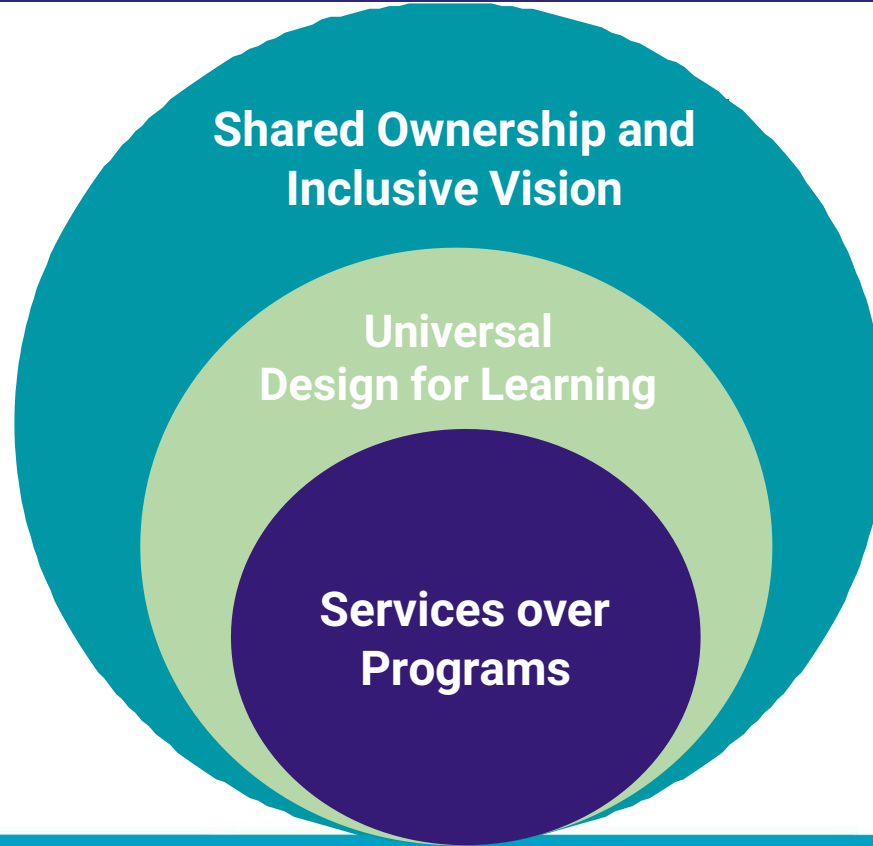 Shared Ownership and
Inclusive Vision
Universal
Design for Learning
Services over
Programs